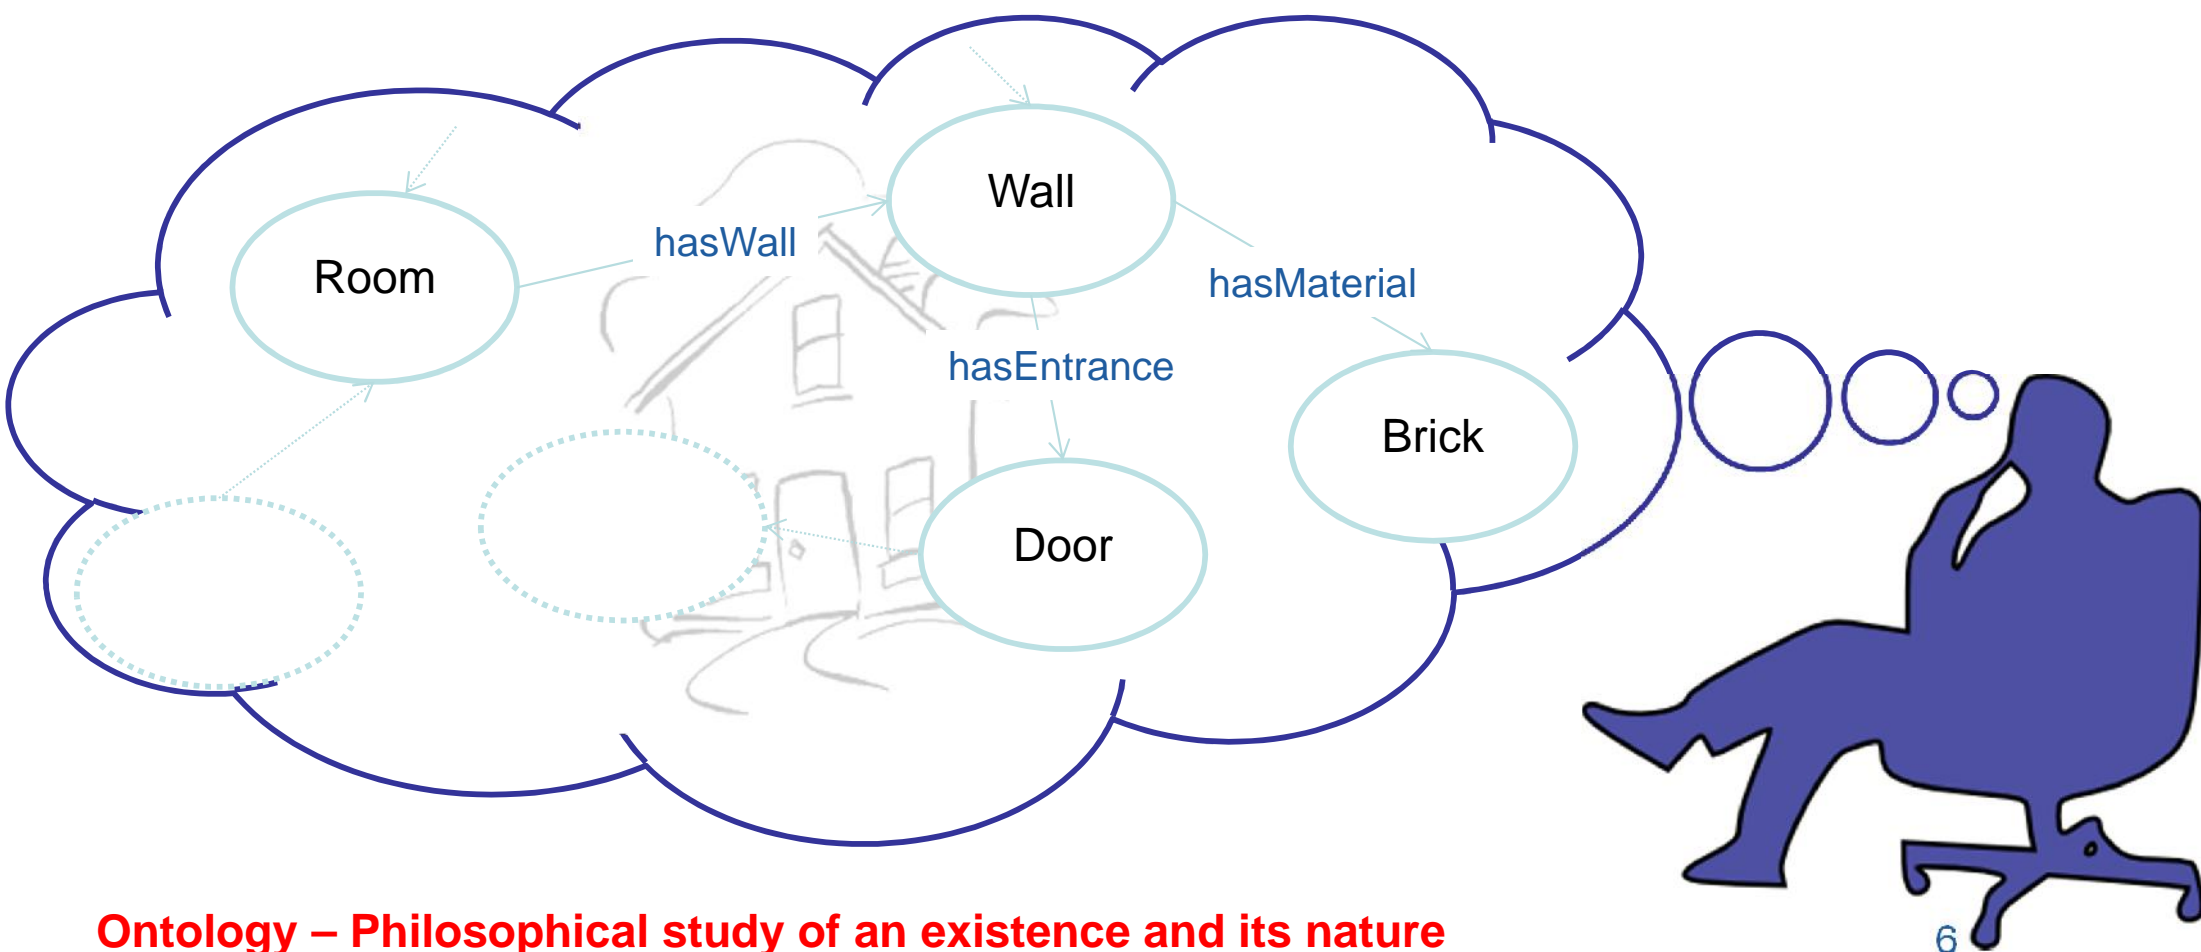 Wall
hasWall
Room
hasMaterial
hasEntrance
Brick
Door
Ontology – Philosophical study of an existence and its nature
6